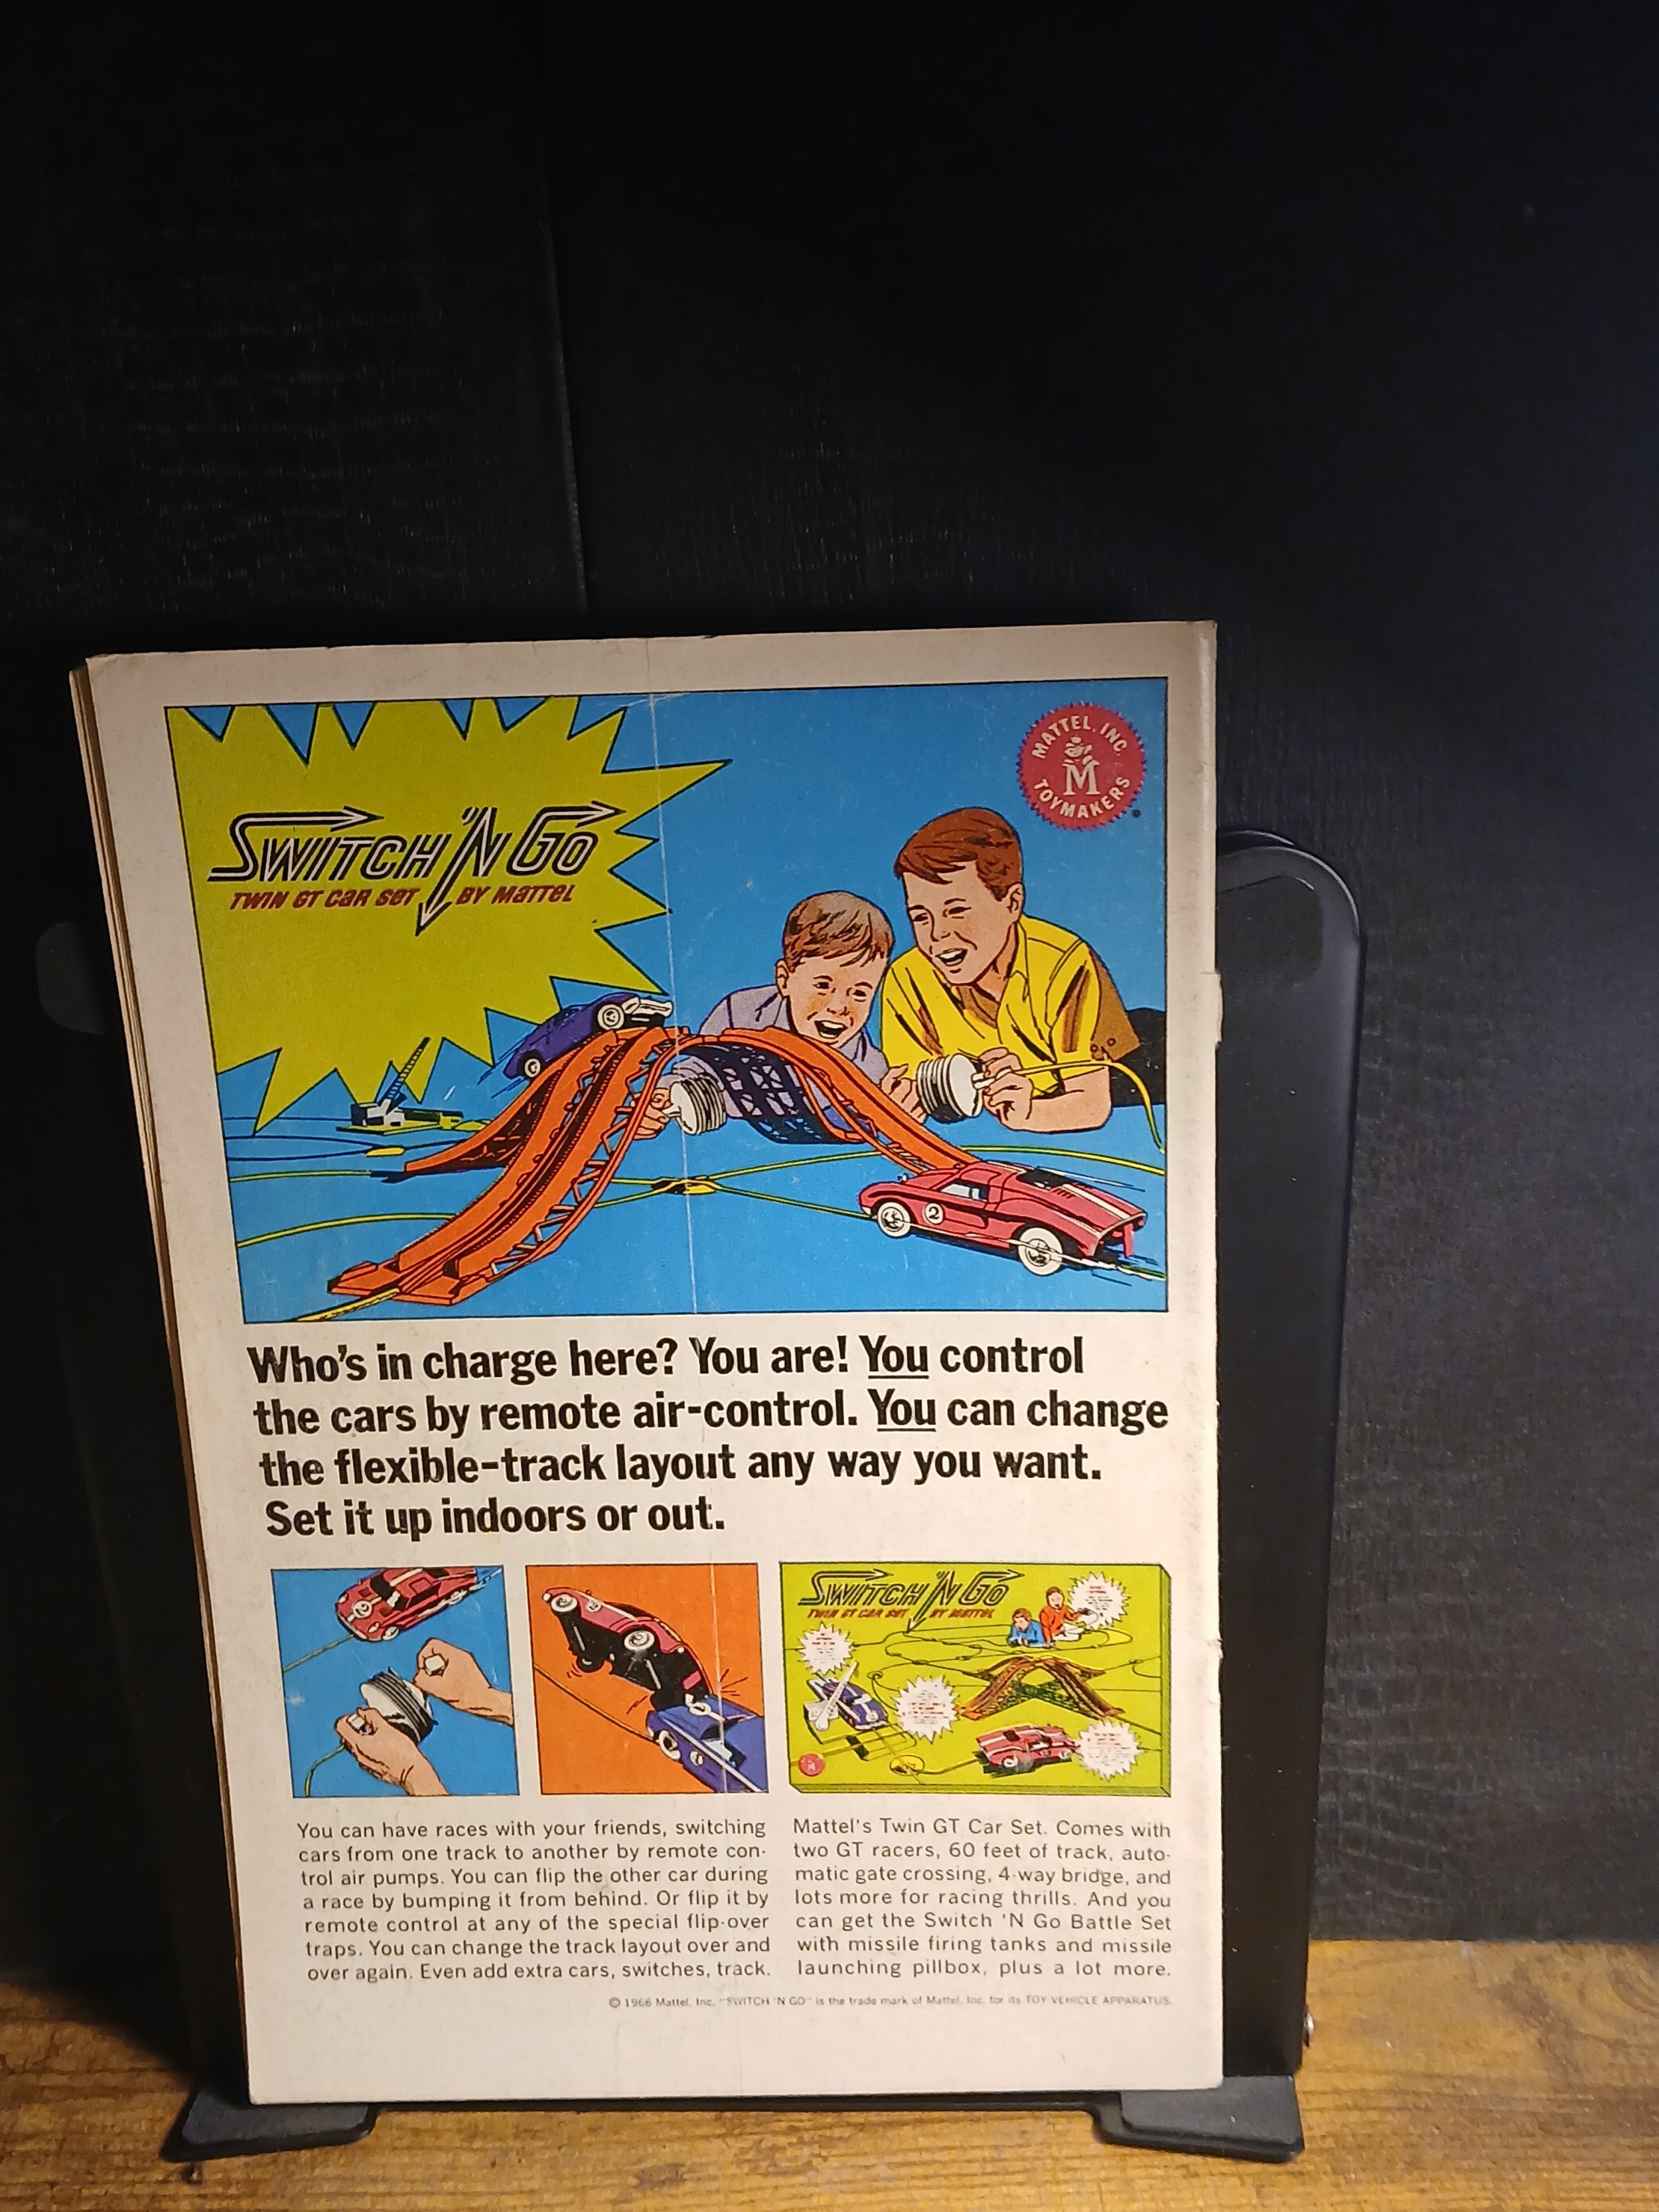 SWITCH 'N GO
TWIN GT CAR SET BY MATTEL
MATTEL, INC.
M
TOYMAKERS
2
Who's in charge here? You are! You control
the cars by remote air-control. You can change
the flexible-track layout any way you want.
Set it up indoors or out.
SWITCH 'N GO
TWIN GT CAR SET BY MATTEL
You can have races with your friends, switching
cars from one track to another by remote con-
trol air pumps. You can flip the other car during
a race by bumping it from behind. Or flip it by
remote control at any of the special flip-over
traps. You can change the track layout over and
over again. Even add extra cars, switches, track.
Mattel's Twin GT Car Set. Comes with
two GT racers, 60 feet of track, auto-
matic gate crossing, 4-way bridge, and
lots more for racing thrills. And you
can get the Switch 'N Go Battle Set
with missile firing tanks and missile
launching pillbox, plus a lot more.
© 1966 Mattel, Inc. "SWITCH 'N GO" is the trade mark of Mattel, Inc. for its TOY VEHICLE APPARATUS.